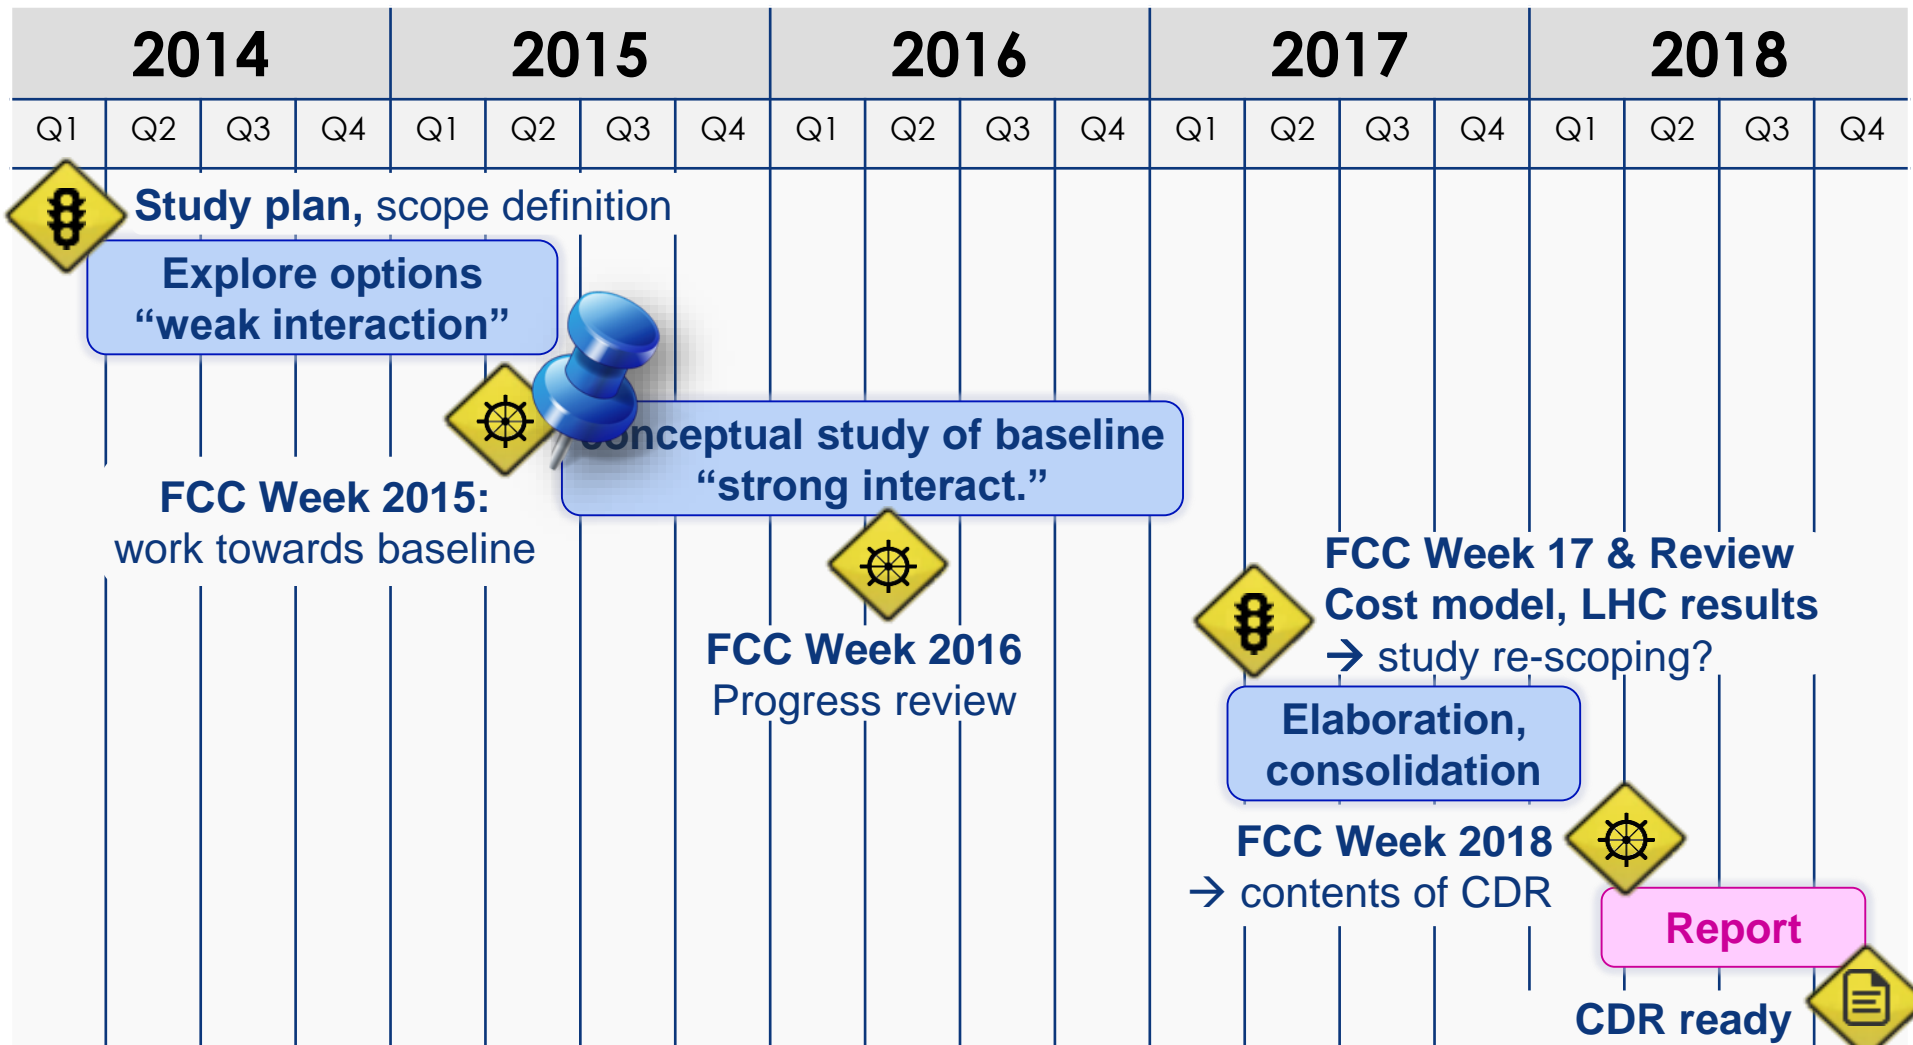 2014 2015 2016 2017 2018
Q1 Q2 Q3 Q4 Q1 Q2 Q3 Q4 Q1 Q2 Q3 Q4 Q1 Q2 Q3 Q4 Q1 Q2 Q3 Q4
Study plan, scope definition
Explore options
“weak interaction”
Conceptual study of baseline
“strong interact.”
FCC Week 2015:
work towards baseline
FCC Week 2016
Progress review
FCC Week 17 & Review
Cost model, LHC results
→ study re-scoping?
Elaboration,
consolidation
FCC Week 2018
→ contents of CDR
Report
CDR ready